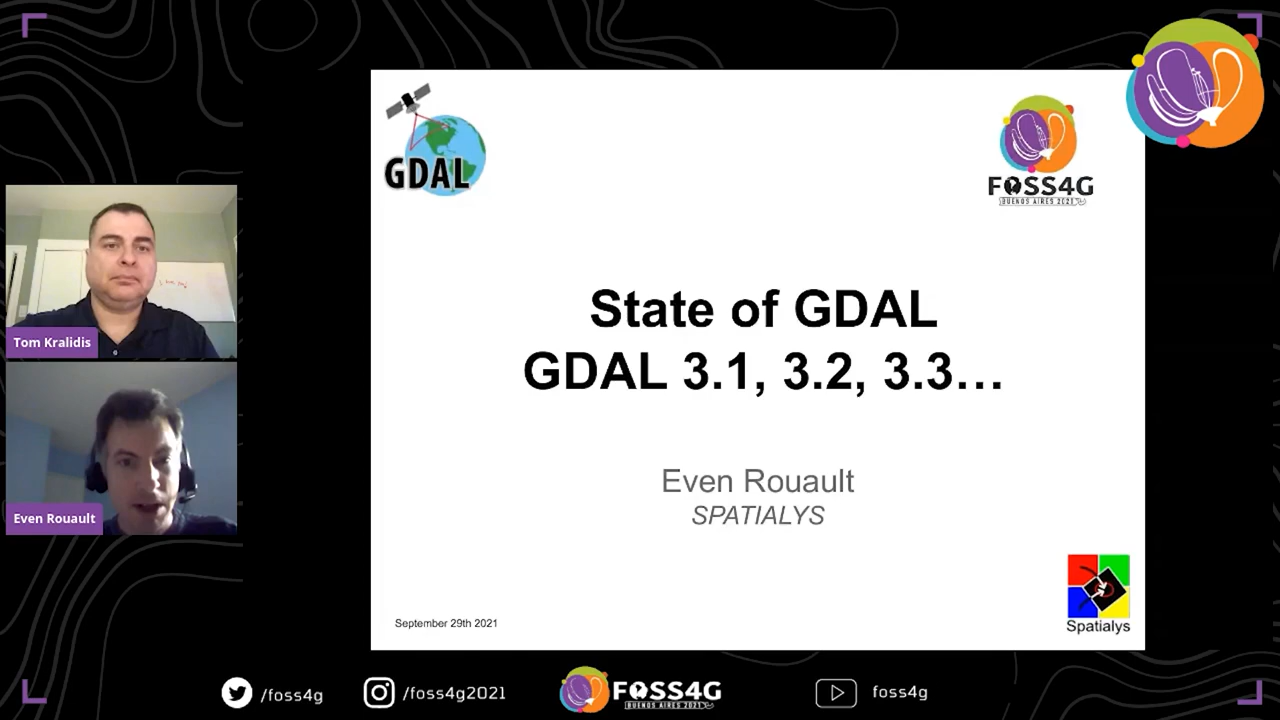 GDAL
FOSS4G
BUENOS AIRES 2021
State of GDAL
GDAL 3.1, 3.2, 3.3...
Even Rouault
SPATIALYS
September 29th 2021
Spatialys
Tom Kralidis
Even Rouault
/foss4g
/foss4g2021
FOSS4G
BUENOS AIRES 2021
foss4g